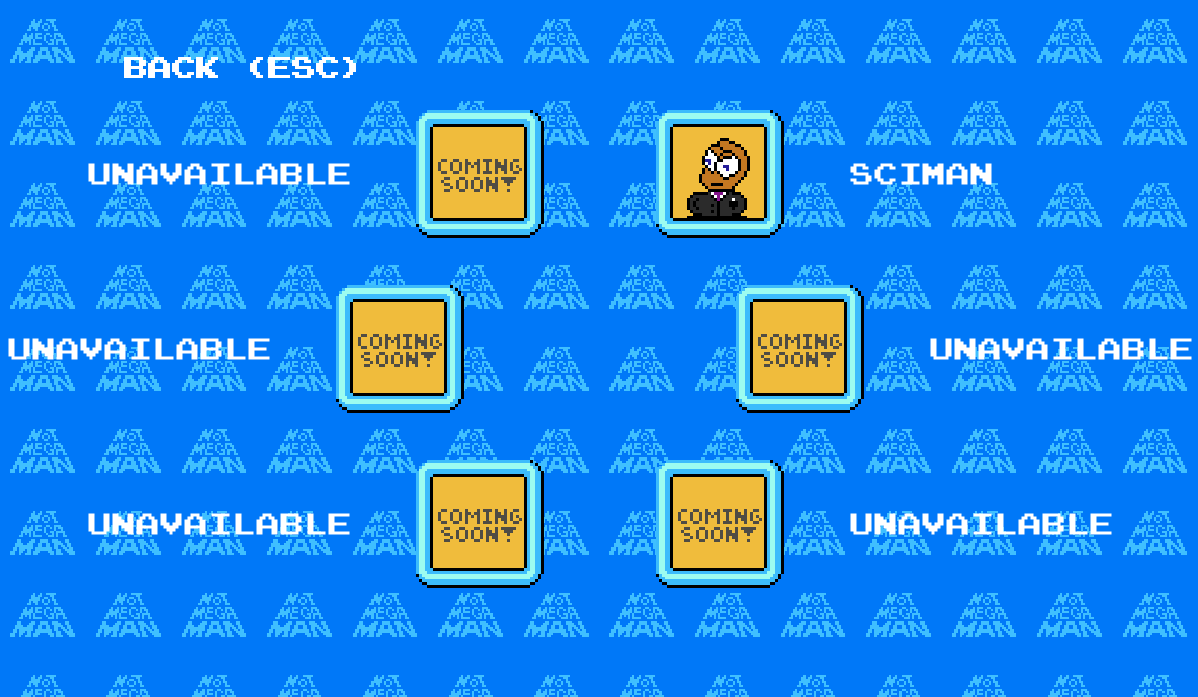 BACK (ESC)
UNAVAILABLE
COMING
SOON!
SCIMAN
UNAVAILABLE
COMING
SOON!
COMING
SOON!
UNAVAILABLE
UNAVAILABLE
COMING
SOON!
COMING
SOON!
UNAVAILABLE
NOT
MEGA
MAN